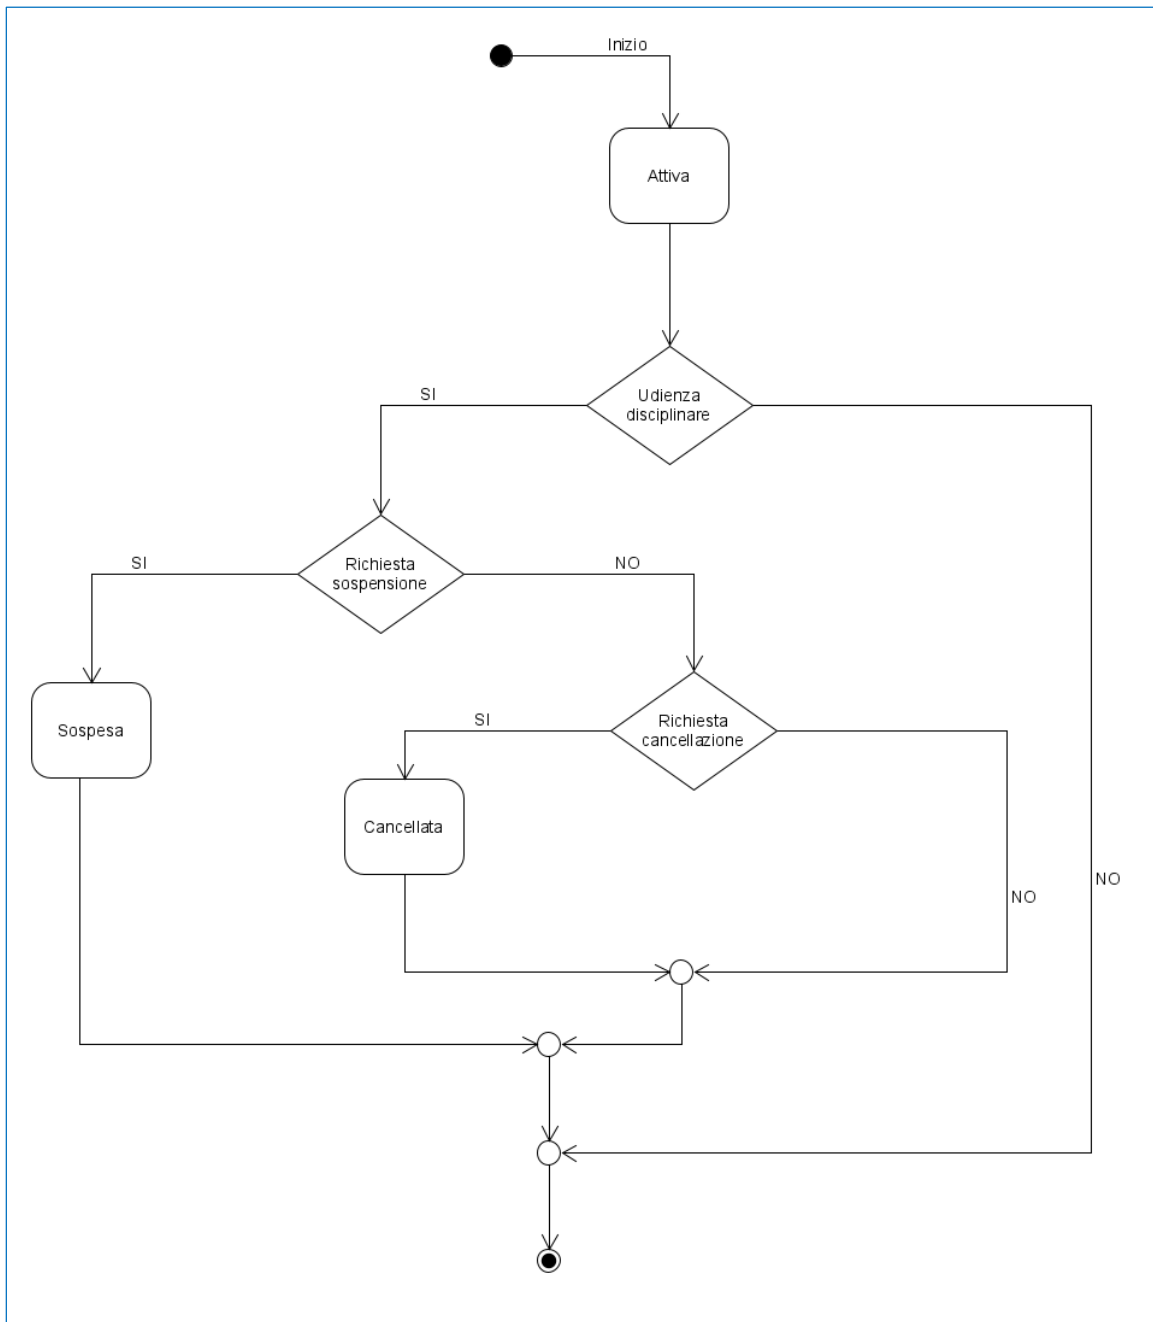 Inizio
Attiva
Udienza
disciplinare
SI
Richiesta
sospensione
SI
NO
Sospesa
Richiesta
cancellazione
SI
Cancellata
NO
NO